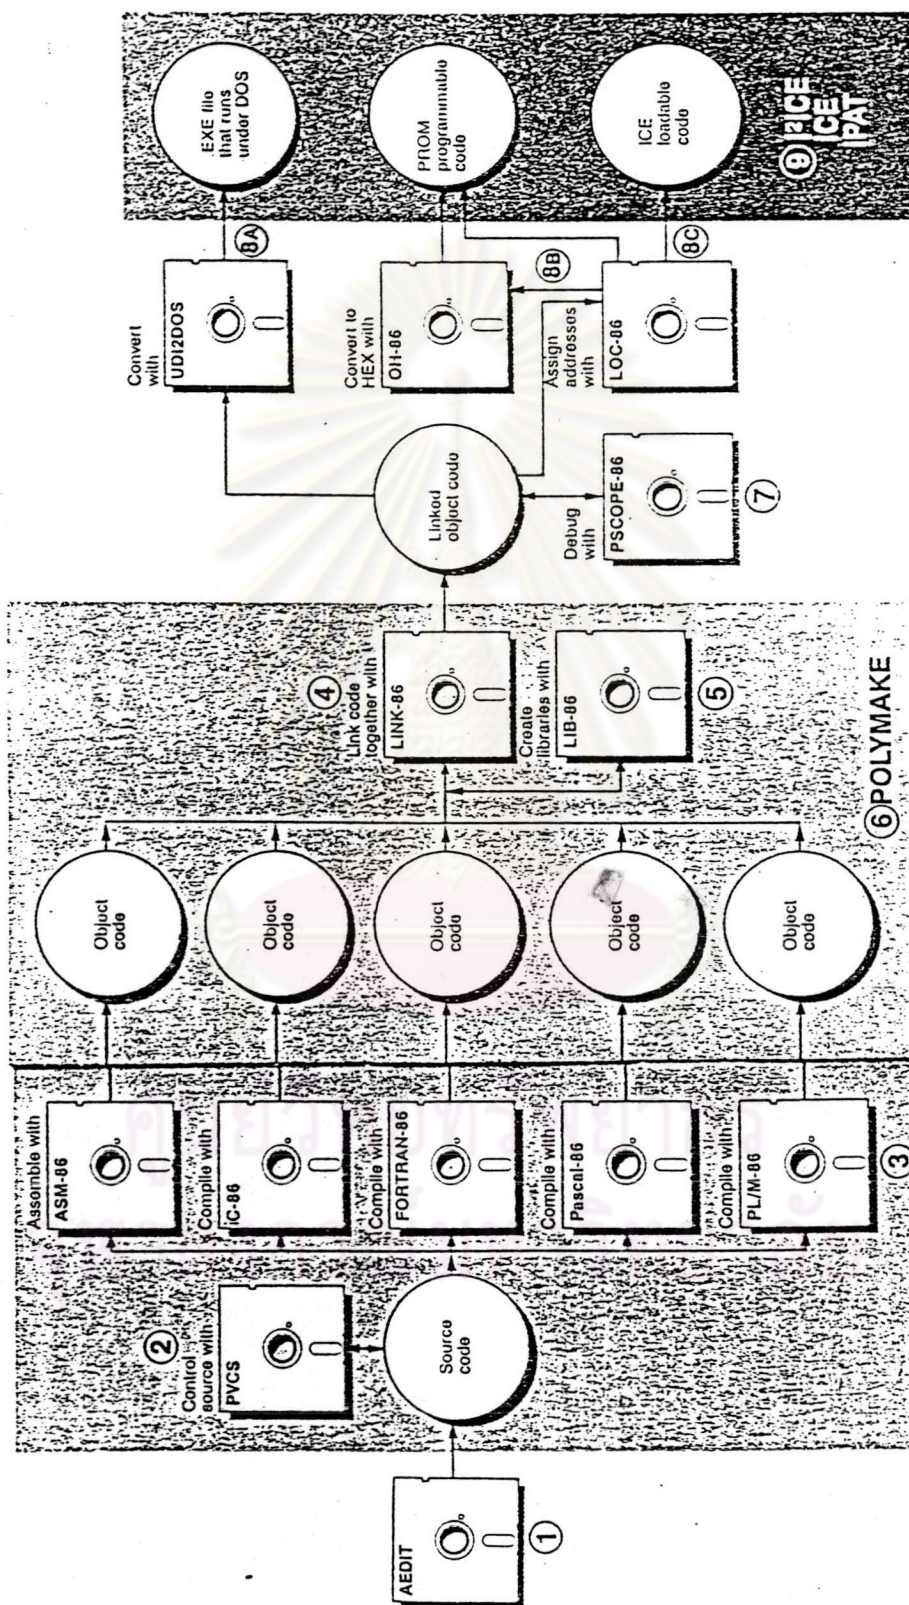 AEDIT
①
②
Control
source with
PVCS
Source
code
Assemble with
ASM-86
Compile with
iC-86
Compile with
FORTRAN-86
Compile with
Pascal-86
Compile with
PL/M-86
③
Object
code
Object
code
Object
code
Object
code
Object
code
④
Link code
together with
LINK-86
Create
libraries with
LIB-86
⑤
⑥ POLYMAKE
Linked
object code
Debug
with
PSCOPE-86
⑦
Convert
with
UDI2DOS
8A
Convert to
HEX with
OH-86
8B
Assign
addresses
with
LOC-86
8C
.EXE file
that runs
under DOS
PROM
programmable
code
ICE
loadable
code
⑨ I²ICE
ICE
iPAT